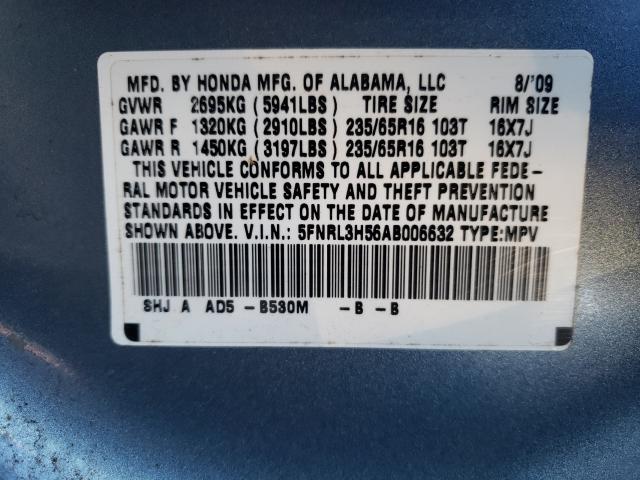 MFD. BY HONDA MFG. OF ALABAMA, LLC 8/'09
GVWR 2695KG (5941LBS) TIRE SIZE RIM SIZE
GAWR F 1320KG (2910LBS) 235/65R16 103T 16X7J
GAWR R 1450KG (3197LBS) 235/65R16 103T 16X7J
THIS VEHICLE CONFORMS TO ALL APPLICABLE FEDE-
RAL MOTOR VEHICLE SAFETY AND THEFT PREVENTION
STANDARDS IN EFFECT ON THE DATE OF MANUFACTURE
SHOWN ABOVE. V.I.N.: 5FNRL3H56AB006632 TYPE:MPV
SHJ A AD5 -B530M -B -B